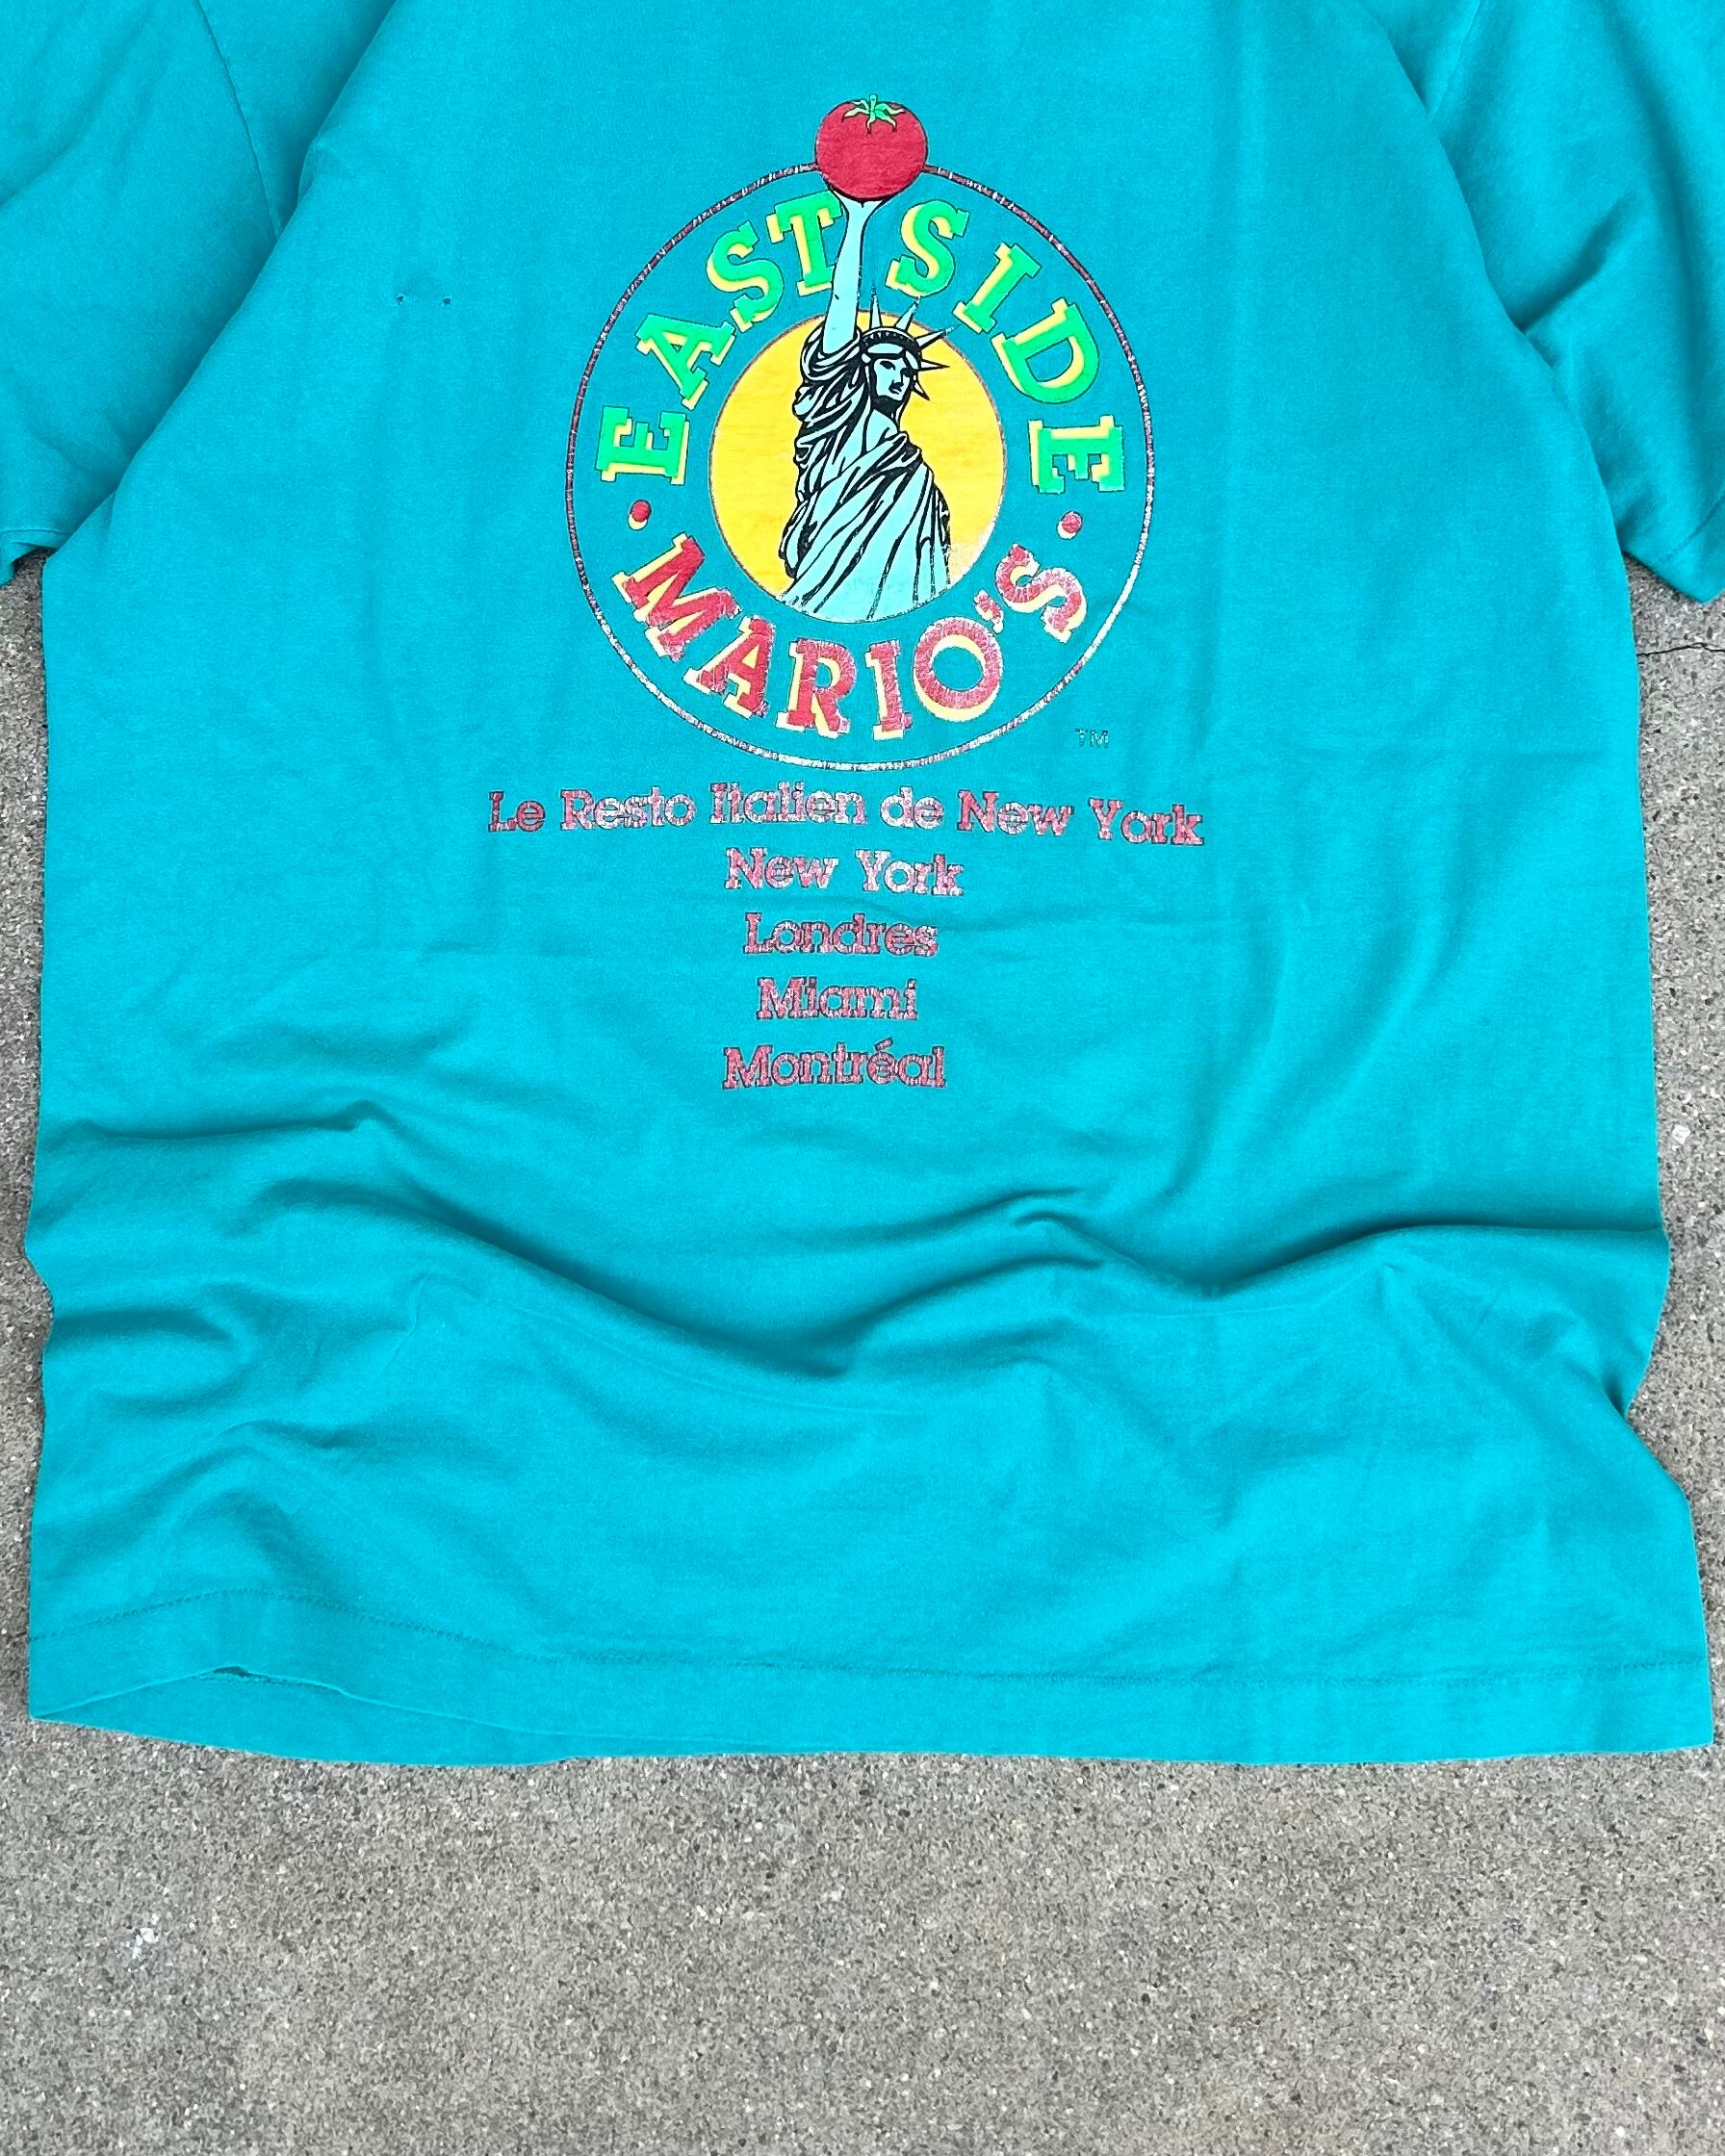 EAST SIDE
MARIO'S
TM
Le Resto Italien de New York
New York
Londres
Miami
Montréal